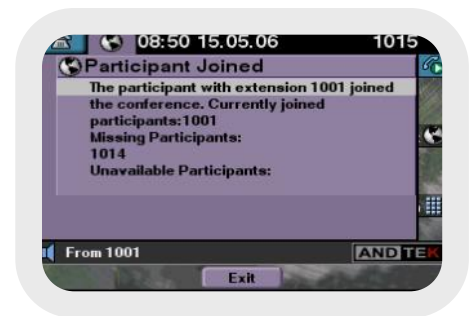 08:50 15.05.06 1015
Participant Joined
The participant with extension 1001 joined
the conference. Currently joined
participants:1001
Missing Participants:
1014
Unavailable Participants:
From 1001
ANDTEK
Exit